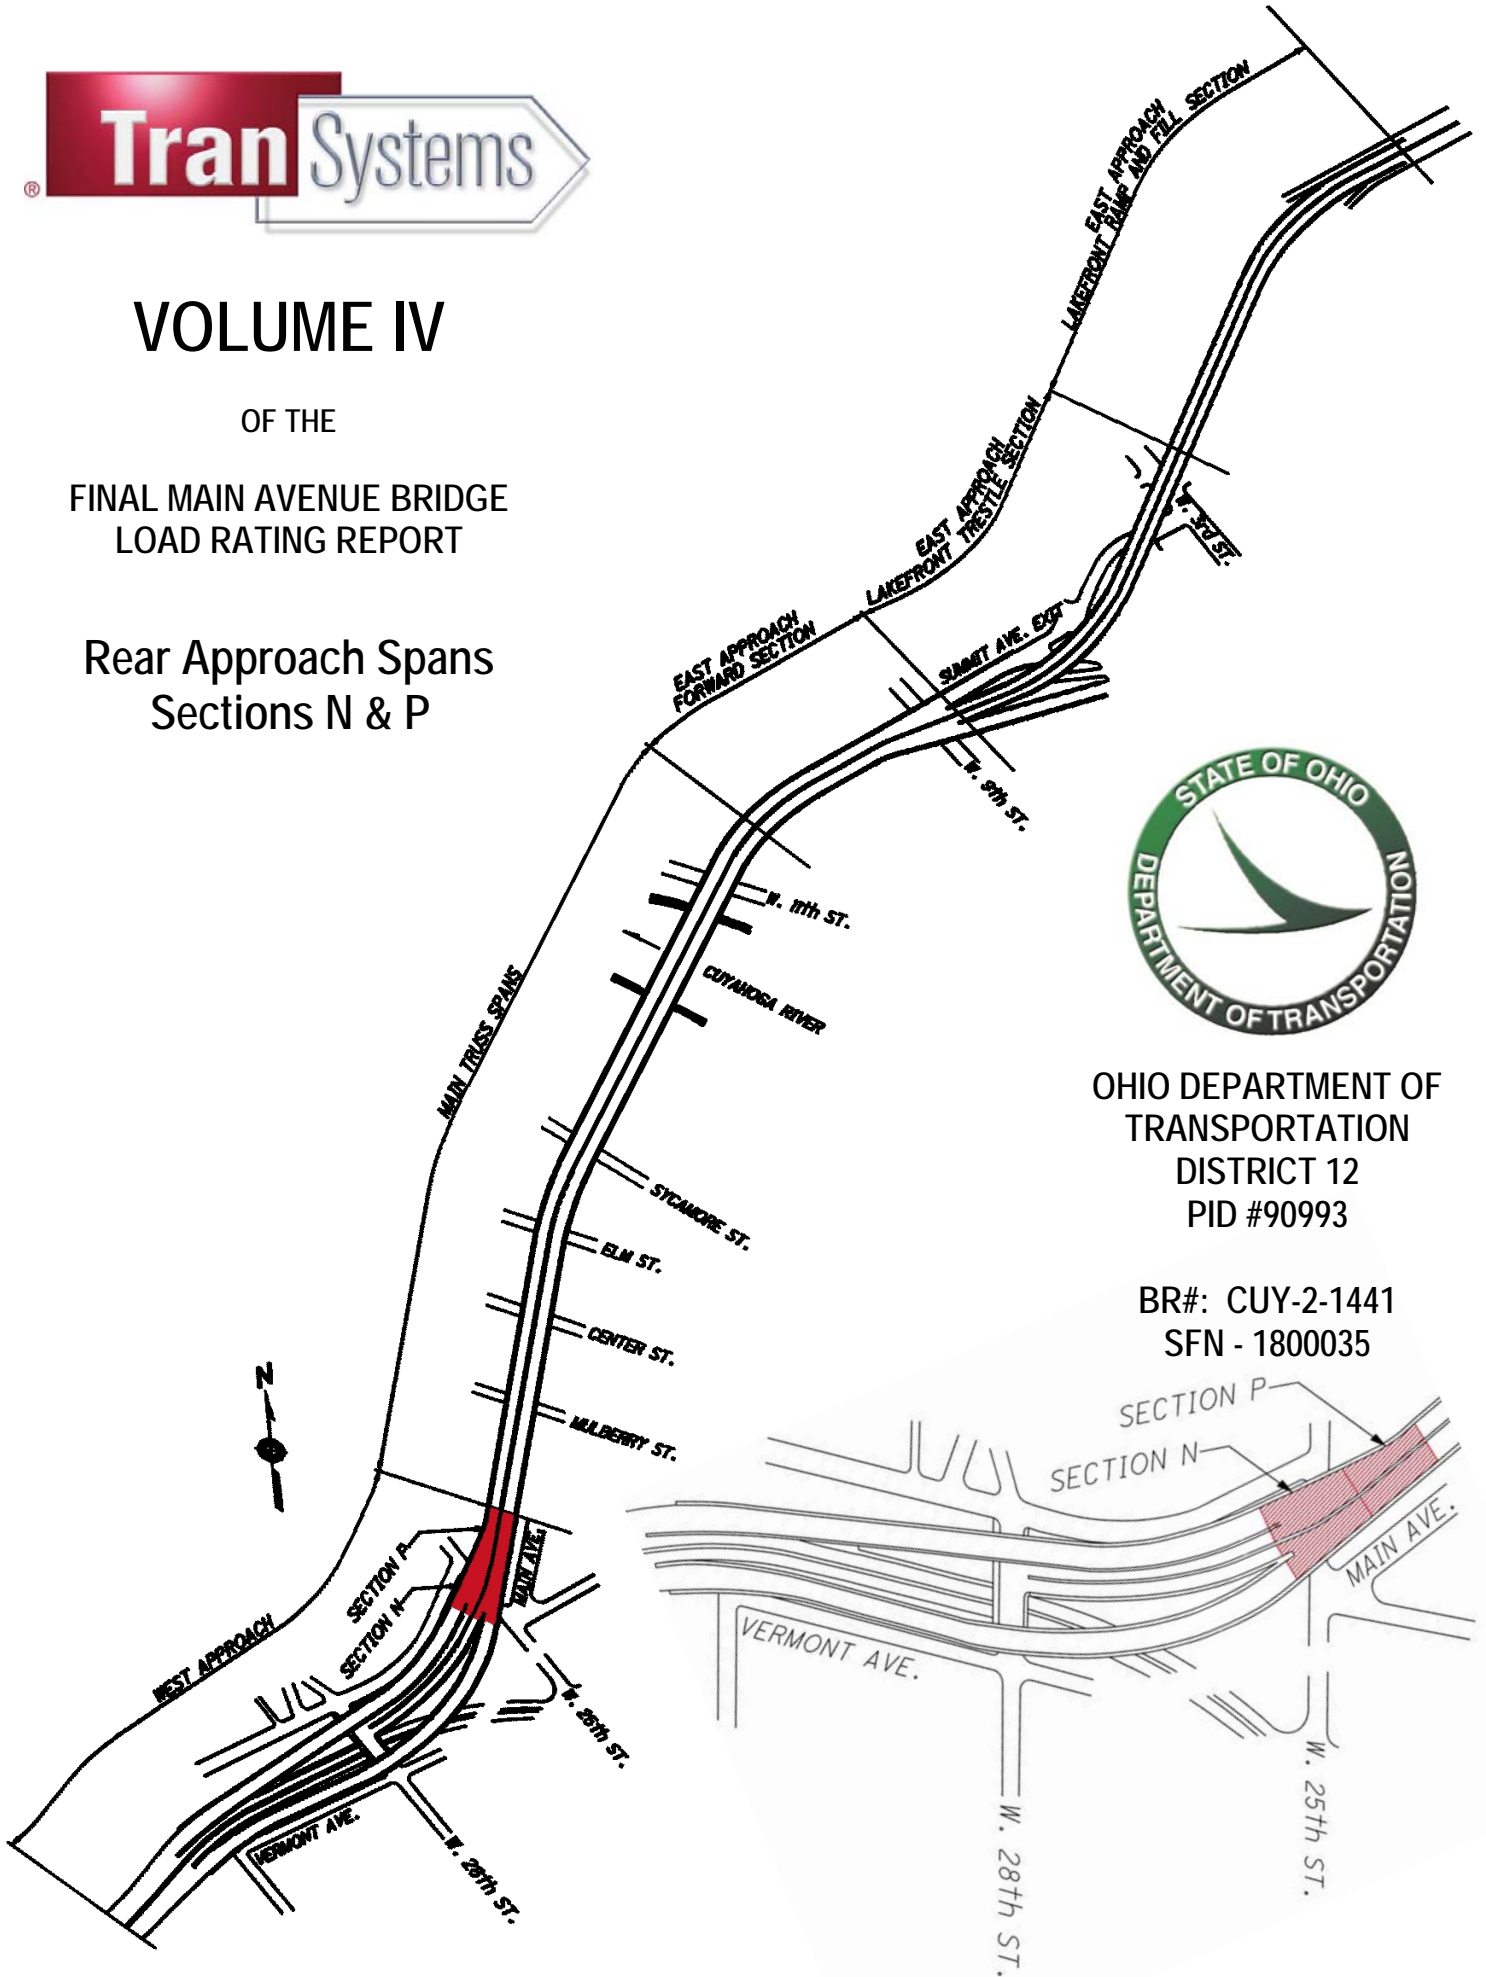 ® Tran Systems
VOLUME IV
OF THE
FINAL MAIN AVENUE BRIDGE
LOAD RATING REPORT
Rear Approach Spans
Sections N & P
EAST APPROACH
LAKEFRONT RAMP AND FILL SECTION
EAST APPROACH
LAKEFRONT TRESTLE SECTION
W. 3rd ST.
SUMMIT AVE. EXIT
EAST APPROACH
FORWARD SECTION
W. 9th ST.
STATE OF OHIO
DEPARTMENT OF TRANSPORTATION
W. 11th ST.
CUYAHOGA RIVER
MAIN TRUSS SPANS
OHIO DEPARTMENT OF
TRANSPORTATION
DISTRICT 12
PID #90993
BR#: CUY-2-1441
SFN - 1800035
SYCAMORE ST.
ELM ST.
CENTER ST.
MULBERRY ST.
N
SECTION P
SECTION N
MAIN AVE.
WEST APPROACH
W. 25th ST.
VERMONT AVE.
W. 28th ST.
SECTION P
SECTION N
MAIN AVE.
VERMONT AVE.
W. 28th ST.
W. 25th ST.